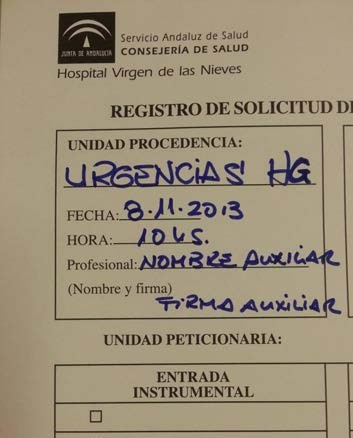 Servicio Andaluz de Salud
JUNTA DE ANDALUCIA CONSEJERÍA DE SALUD
Hospital Virgen de las Nieves
REGISTRO DE SOLICITUD
UNIDAD PROCEDENCIA:
URGENCIAS HG
FECHA: 8.11.2013
HORA: 10 hs.
Profesional: NOMBRE AUXILIAR
(Nombre y firma)
FIRMA AUXILIAR
UNIDAD PETICIONARIA:
ENTRADA
INSTRUMENTAL